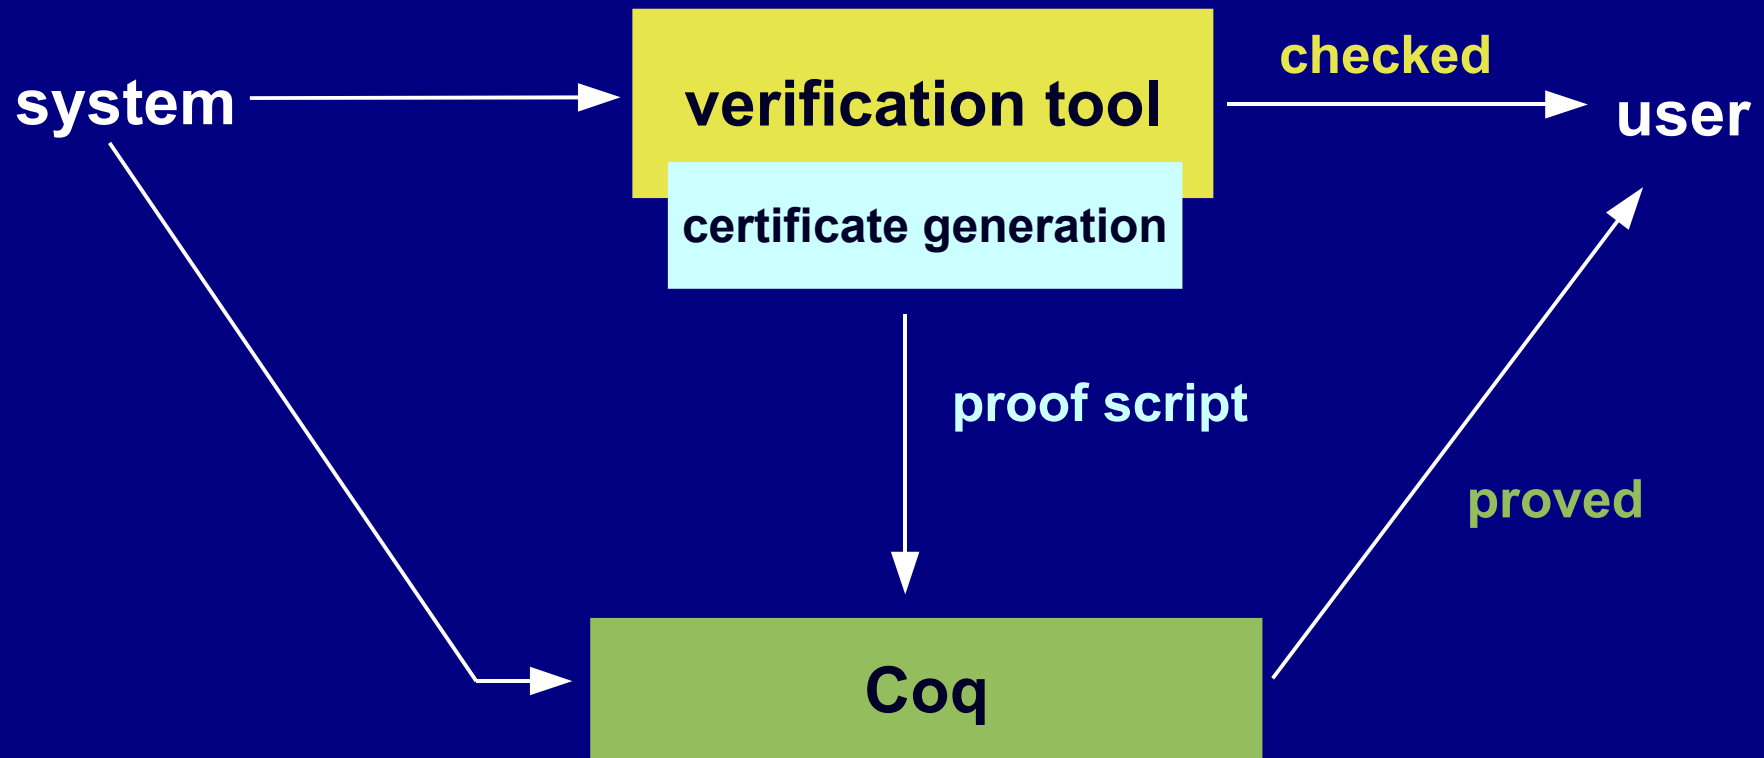 system
verification tool
checked
user
certificate generation
proof script
proved
Coq